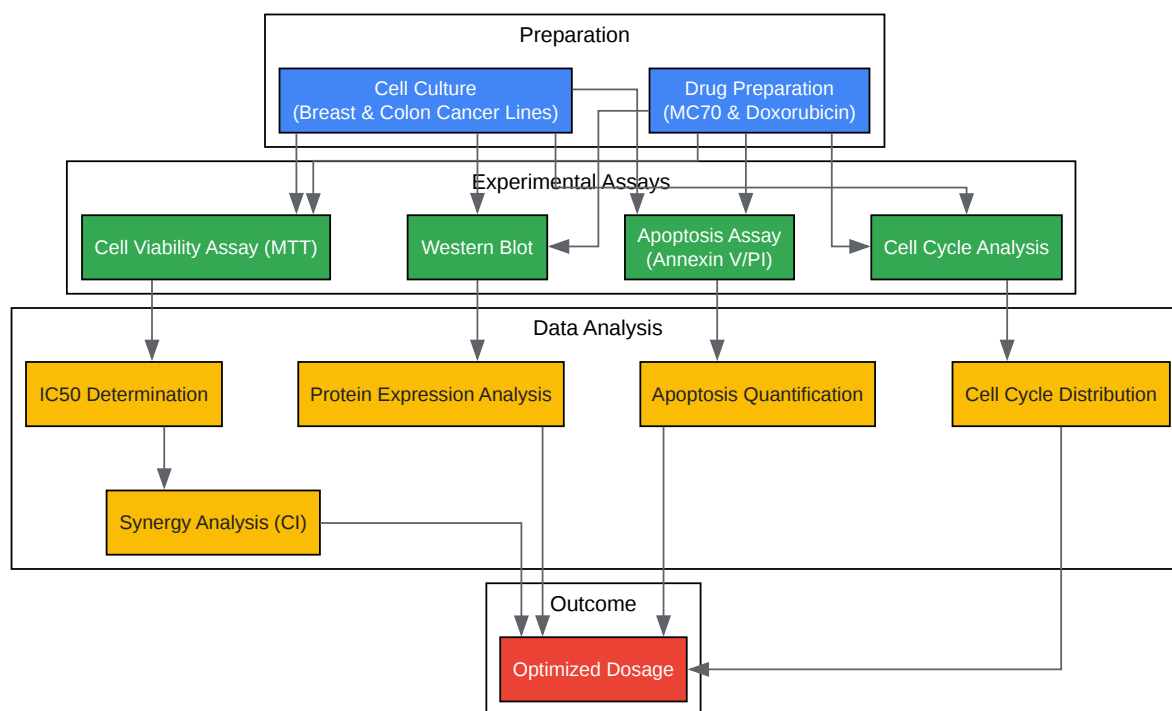 Preparation
Cell Culture
(Breast & Colon Cancer Lines)
Drug Preparation
(MC70 & Doxorubicin)
Experimental Assays
Cell Viability Assay (MTT)
Western Blot
Apoptosis Assay
(Annexin V/PI)
Cell Cycle Analysis
Data Analysis
IC50 Determination
Protein Expression Analysis
Apoptosis Quantification
Cell Cycle Distribution
Synergy Analysis (CI)
Outcome
Optimized Dosage